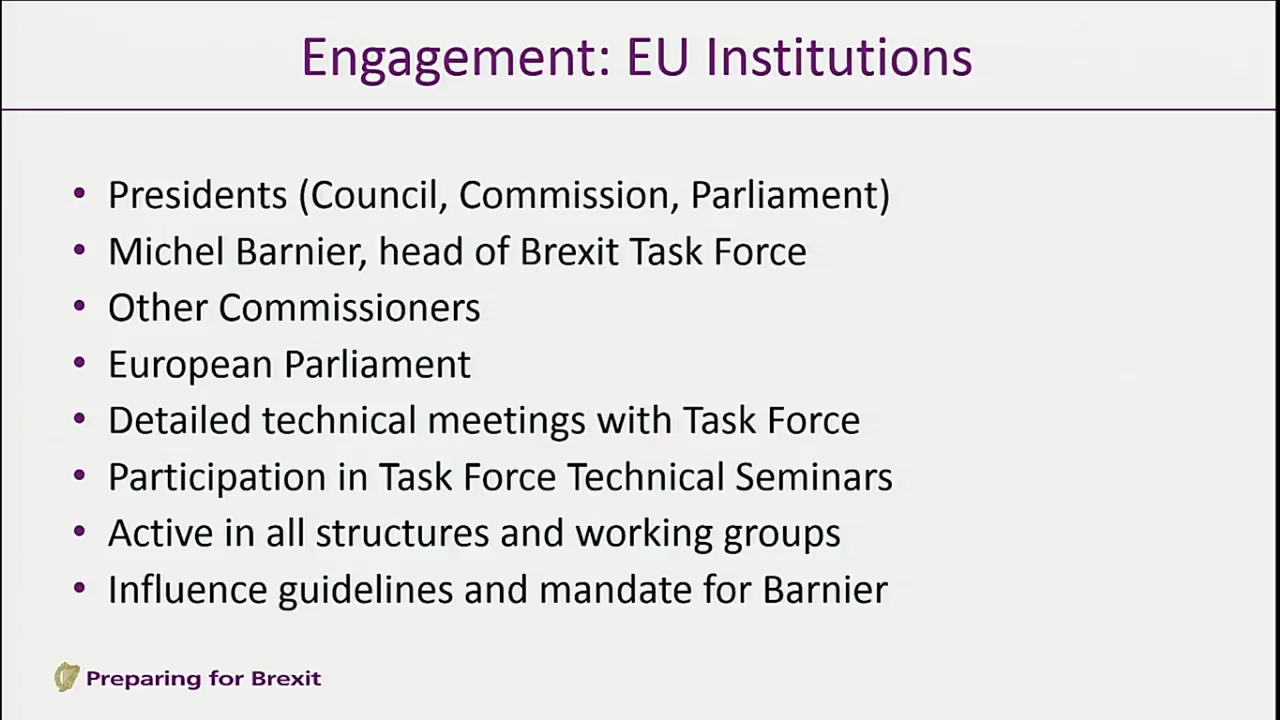 Engagement: EU Institutions
• Presidents (Council, Commission, Parliament)
• Michel Barnier, head of Brexit Task Force
• Other Commissioners
• European Parliament
• Detailed technical meetings with Task Force
• Participation in Task Force Technical Seminars
• Active in all structures and working groups
• Influence guidelines and mandate for Barnier
Preparing for Brexit